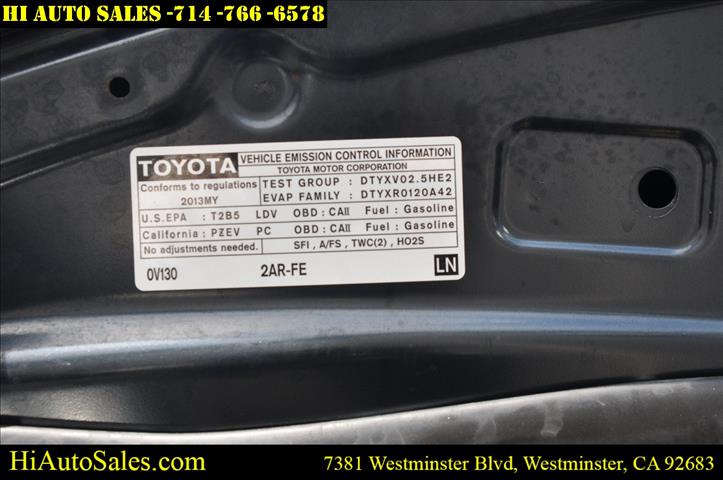 HI AUTO SALES -714 -766 -6578
TOYOTA VEHICLE EMISSION CONTROL INFORMATION
TOYOTA MOTOR CORPORATION
Conforms to regulations
2013MY
TEST GROUP : DTYXV02.5HE2
EVAP FAMILY : DTYXR0120A42
U.S.EPA : T2B5 LDV OBD : CAII Fuel : Gasoline
California : PZEV PC OBD : CAII Fuel : Gasoline
No adjustments needed. SFI , A/FS , TWC(2) , HO2S
0V130 2AR-FE LN
HiAutoSales.com 7381 Westminster Blvd, Westminster, CA 92683